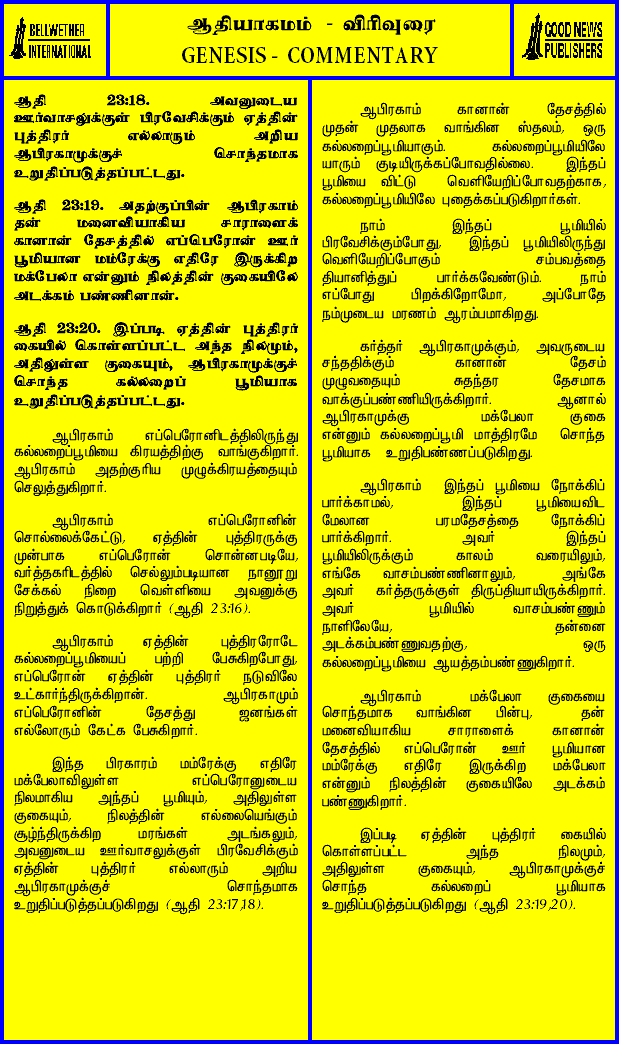 BELLWETHER
INTERNATIONAL
ஆதியாகமம் - விரிவுரை
GENESIS - COMMENTARY
GOOD NEWS
PUBLISHERS
ஆதி 23:18. அவனுடைய
ஊர்வாசலுக்குள் பிரவேசிக்கும் ஏத்தின்
புத்திரர் எல்லாரும் அறிய
ஆபிரகாமுக்குச் சொந்தமாக
உறுதிப்படுத்தப்பட்டது.
ஆதி 23:19. அதற்குப்பின் ஆபிரகாம்
தன் மனைவியாகிய சாராளைக்
கானான் தேசத்தில் எப்பெரோன் ஊர்
பூமியான மம்ரேக்கு எதிரே இருக்கிற
மக்பேலா என்னும் நிலத்தின் குகையிலே
அடக்கம் பண்ணினான்.
ஆதி 23:20. இப்படி ஏத்தின் புத்திரர்
கையில் கொள்ளப்பட்ட அந்த நிலமும்,
அதிலுள்ள குகையும், ஆபிரகாமுக்குச்
சொந்த கல்லறைப் பூமியாக
உறுதிப்படுத்தப்பட்டது.
ஆபிரகாம் எப்பெரோனிடத்திலிருந்து
கல்லறைப்பூமியை கிரயத்திற்கு வாங்குகிறார்.
ஆபிரகாம் அதற்குரிய முழுக்கிரயத்தையும்
செலுத்துகிறார்.
ஆபிரகாம் எப்பெரோனின்
சொல்லைக்கேட்டு, ஏத்தின் புத்திரருக்கு
முன்பாக எப்பெரோன் சொன்னபடியே,
வர்த்தகரிடத்தில் செல்லும்படியான நானூறு
சேக்கல் நிறை வெள்ளியை அவனுக்கு
நிறுத்துக் கொடுக்கிறார் (ஆதி 23:16).
ஆபிரகாம் ஏத்தின் புத்திரரோடே
கல்லறைப்பூமியைப் பற்றி பேசுகிறபோது,
எப்பெரோன் ஏத்தின் புத்திரர் நடுவிலே
உட்கார்ந்திருக்கிறான். ஆபிரகாமும்
எப்பெரோனின் தேசத்து ஜனங்கள்
எல்லோரும் கேட்க பேசுகிறார்.
இந்த பிரகாரம் மம்ரேக்கு எதிரே
மக்பேலாவிலுள்ள எப்பெரோனுடைய
நிலமாகிய அந்தப் பூமியும், அதிலுள்ள
குகையும், நிலத்தின் எல்லையெங்கும்
சூழ்ந்திருக்கிற மரங்கள் அடங்கலும்,
அவனுடைய ஊர்வாசலுக்குள் பிரவேசிக்கும்
ஏத்தின் புத்திரர் எல்லாரும் அறிய
ஆபிரகாமுக்குச் சொந்தமாக
உறுதிப்படுத்தப்படுகிறது (ஆதி 23:17,18).
ஆபிரகாம் கானான் தேசத்தில்
முதன் முதலாக வாங்கின ஸ்தலம், ஒரு
கல்லறைப்பூமியாகும். கல்லறைப்பூமியிலே
யாரும் குடியிருக்கப்போவதில்லை. இந்தப்
பூமியை விட்டு வெளியேறிப்போவதற்காக,
கல்லறைப்பூமியிலே புதைக்கப்படுகிறார்கள்.
நாம் இந்தப் பூமியில்
பிரவேசிக்கும்போது, இந்தப் பூமியிலிருந்து
வெளியேறிப்போகும் சம்பவத்தை
தியானித்துப் பார்க்கவேண்டும். நாம்
எப்போது பிறக்கிறோமோ, அப்போதே
நம்முடைய மரணம் ஆரம்பமாகிறது.
கர்த்தர் ஆபிரகாமுக்கும், அவருடைய
சந்ததிக்கும் கானான் தேசம்
முழுவதையும் சுதந்தர தேசமாக
வாக்குப்பண்ணியிருக்கிறார். ஆனால்
ஆபிரகாமுக்கு மக்பேலா குகை
என்னும் கல்லறைப்பூமி மாத்திரமே சொந்த
பூமியாக உறுதிபண்ணப்படுகிறது.
ஆபிரகாம் இந்தப் பூமியை நோக்கிப்
பார்க்காமல், இந்தப் பூமியைவிட
மேலான பரமதேசத்தை நோக்கிப்
பார்க்கிறார். அவர் இந்தப்
பூமியிலிருக்கும் காலம் வரையிலும்,
எங்கே வாசம்பண்ணினாலும், அங்கே
அவர் கர்த்தருக்குள் திருப்தியாயிருக்கிறார்.
அவர் பூமியில் வாசம்பண்ணும்
நாளிலேயே, தன்னை
அடக்கம்பண்ணுவதற்கு, ஒரு
கல்லறைப்பூமியை ஆயத்தம்பண்ணுகிறார்.
ஆபிரகாம் மக்பேலா குகையை
சொந்தமாக வாங்கின பின்பு, தன்
மனைவியாகிய சாராளைக் கானான்
தேசத்தில் எப்பெரோன் ஊர் பூமியான
மம்ரேக்கு எதிரே இருக்கிற மக்பேலா
என்னும் நிலத்தின் குகையிலே அடக்கம்
பண்ணுகிறார்.
இப்படி ஏத்தின் புத்திரர் கையில்
கொள்ளப்பட்ட அந்த நிலமும்,
அதிலுள்ள குகையும், ஆபிரகாமுக்குச்
சொந்த கல்லறைப் பூமியாக
உறுதிப்படுத்தப்படுகிறது (ஆதி 23:19,20).